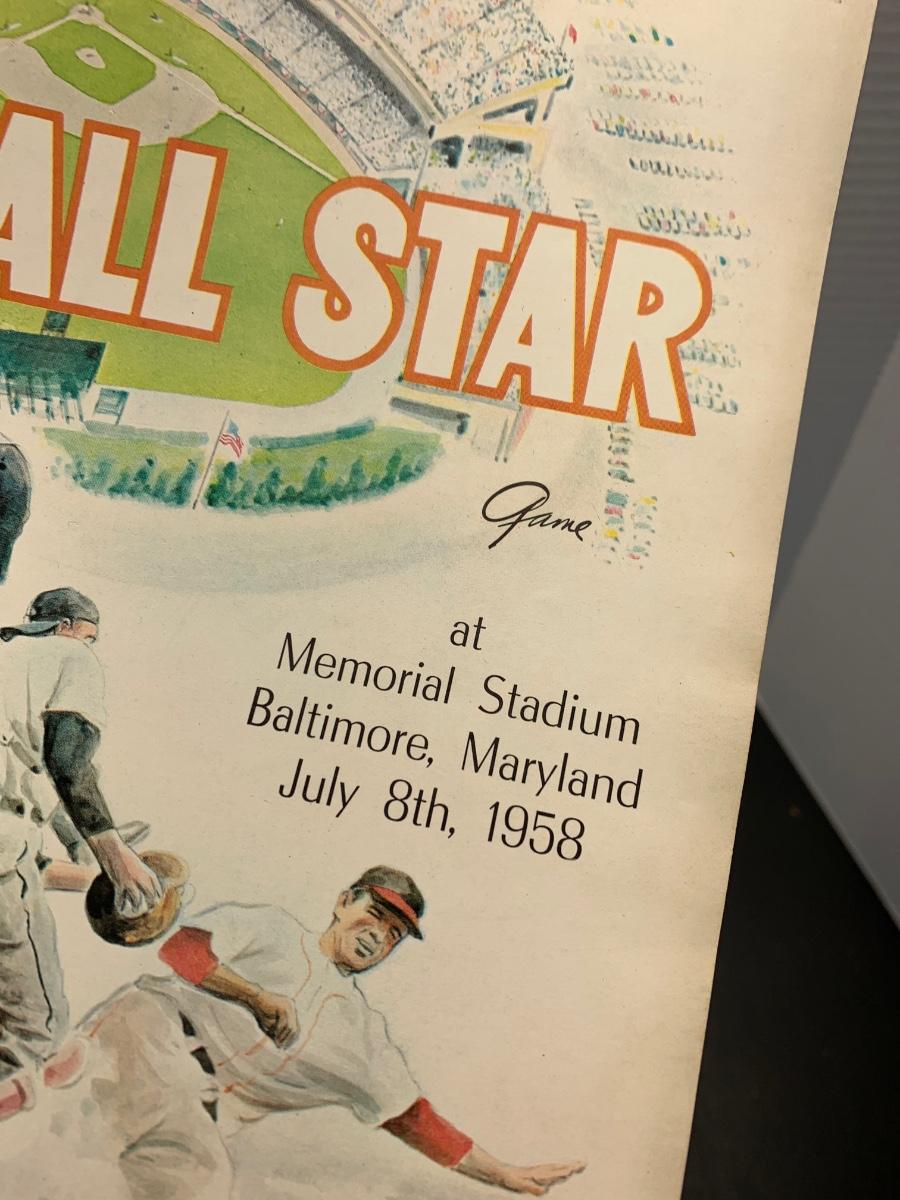 ALL STAR
Game
at
Memorial Stadium
Baltimore, Maryland
July 8th, 1958